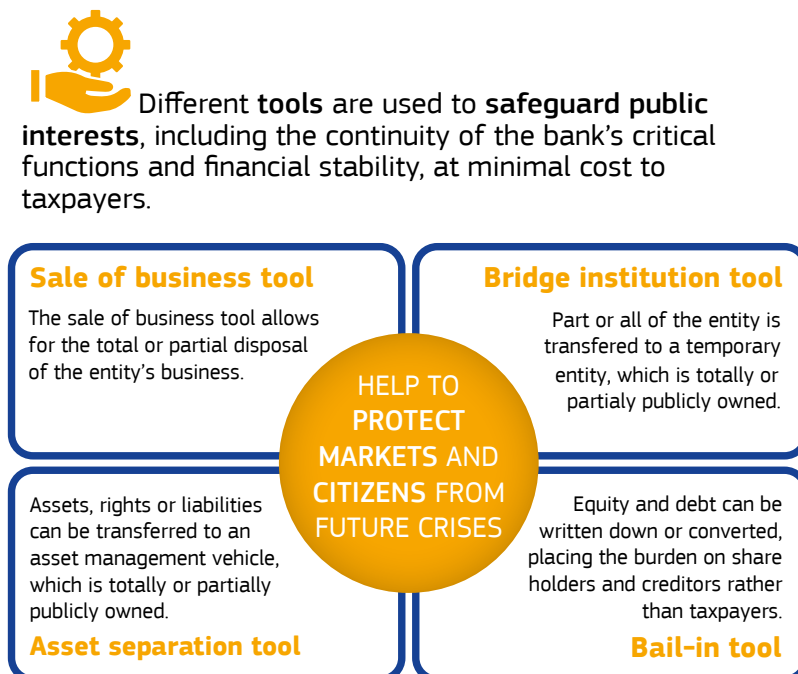 Different tools are used to safeguard public
interests, including the continuity of the bank's critical
functions and financial stability, at minimal cost to
taxpayers.
Sale of business tool
The sale of business tool allows
for the total or partial disposal
of the entity's business.
Bridge institution tool
Part or all of the entity is
transfered to a temporary
entity, which is totally or
partialy publicly owned.
HELP TO
PROTECT
MARKETS AND
CITIZENS FROM
FUTURE CRISES
Assets, rights or liabilities
can be transferred to an
asset management vehicle,
which is totally or partially
publicly owned.
Asset separation tool
Equity and debt can be
written down or converted,
placing the burden on share
holders and creditors rather
than taxpayers.
Bail-in tool